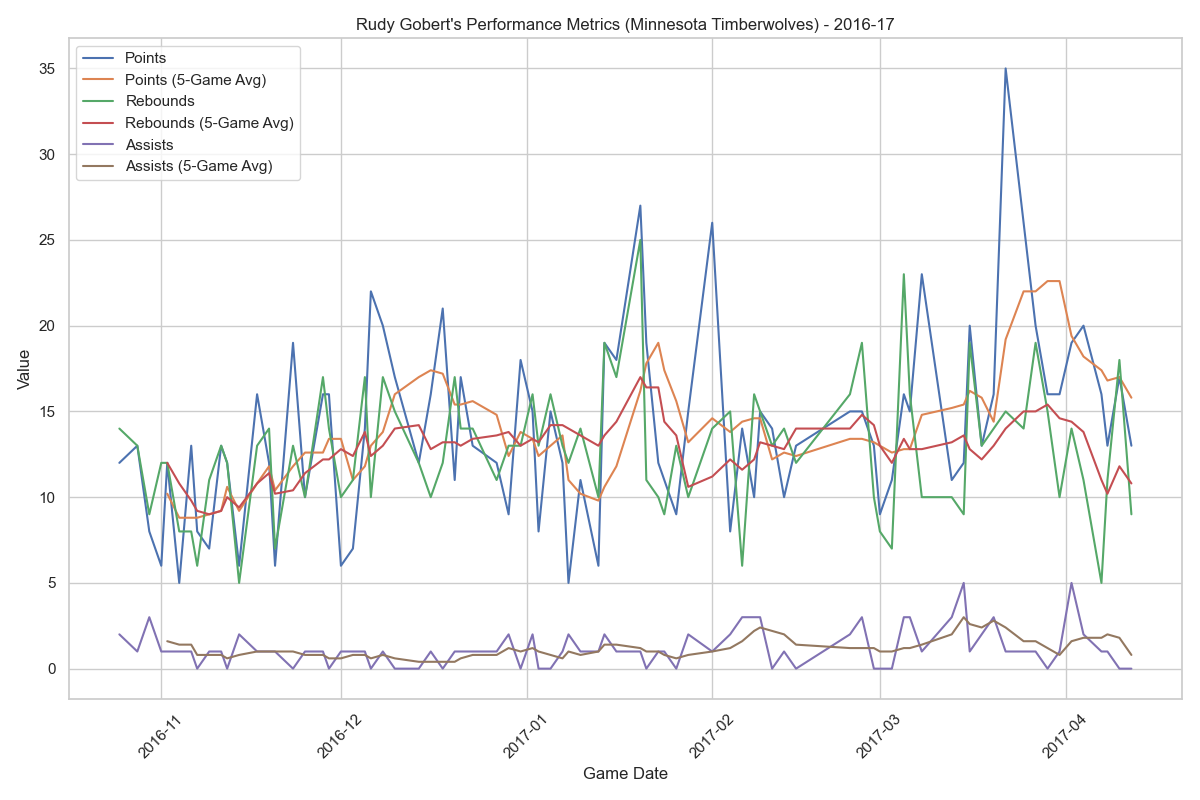 Rudy Gobert's Performance Metrics (Minnesota Timberwolves) - 2016-17
Points
Points (5-Game Avg)
Rebounds
Rebounds (5-Game Avg)
Assists
Assists (5-Game Avg)
35
30
25
20
15
10
5
0
Value
2016-11
2016-12
2017-01
2017-02
2017-03
2017-04
Game Date